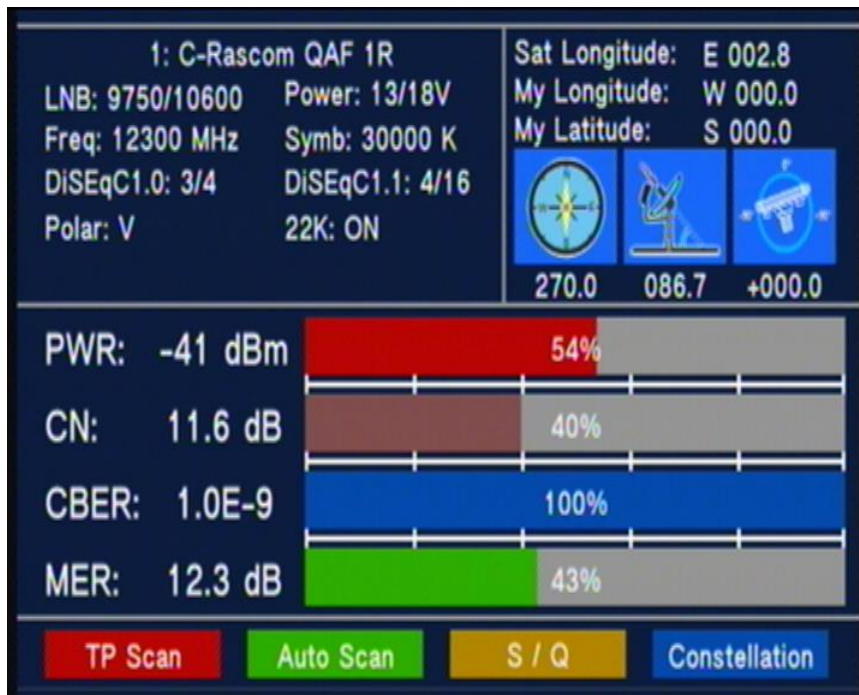 1: C-Rascom QAF 1R
LNB: 9750/10600 Power: 13/18V
Freq: 12300 MHz Symb: 30000 K
DiSEqC1.0: 3/4 DiSEqC1.1: 4/16
Polar: V 22K: ON
Sat Longitude: E 002.8
My Longitude: W 000.0
My Latitude: S 000.0
270.0 086.7 +000.0
PWR: -41 dBm 54%
CN: 11.6 dB 40%
CBER: 1.0E-9 100%
MER: 12.3 dB 43%
TP Scan Auto Scan S / Q Constellation